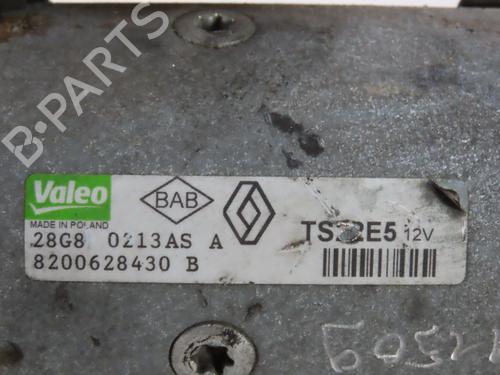 B-PARTS
Valeo
MADE IN POLAND
BAB
28G8 0213AS A
8200628430 B
12V